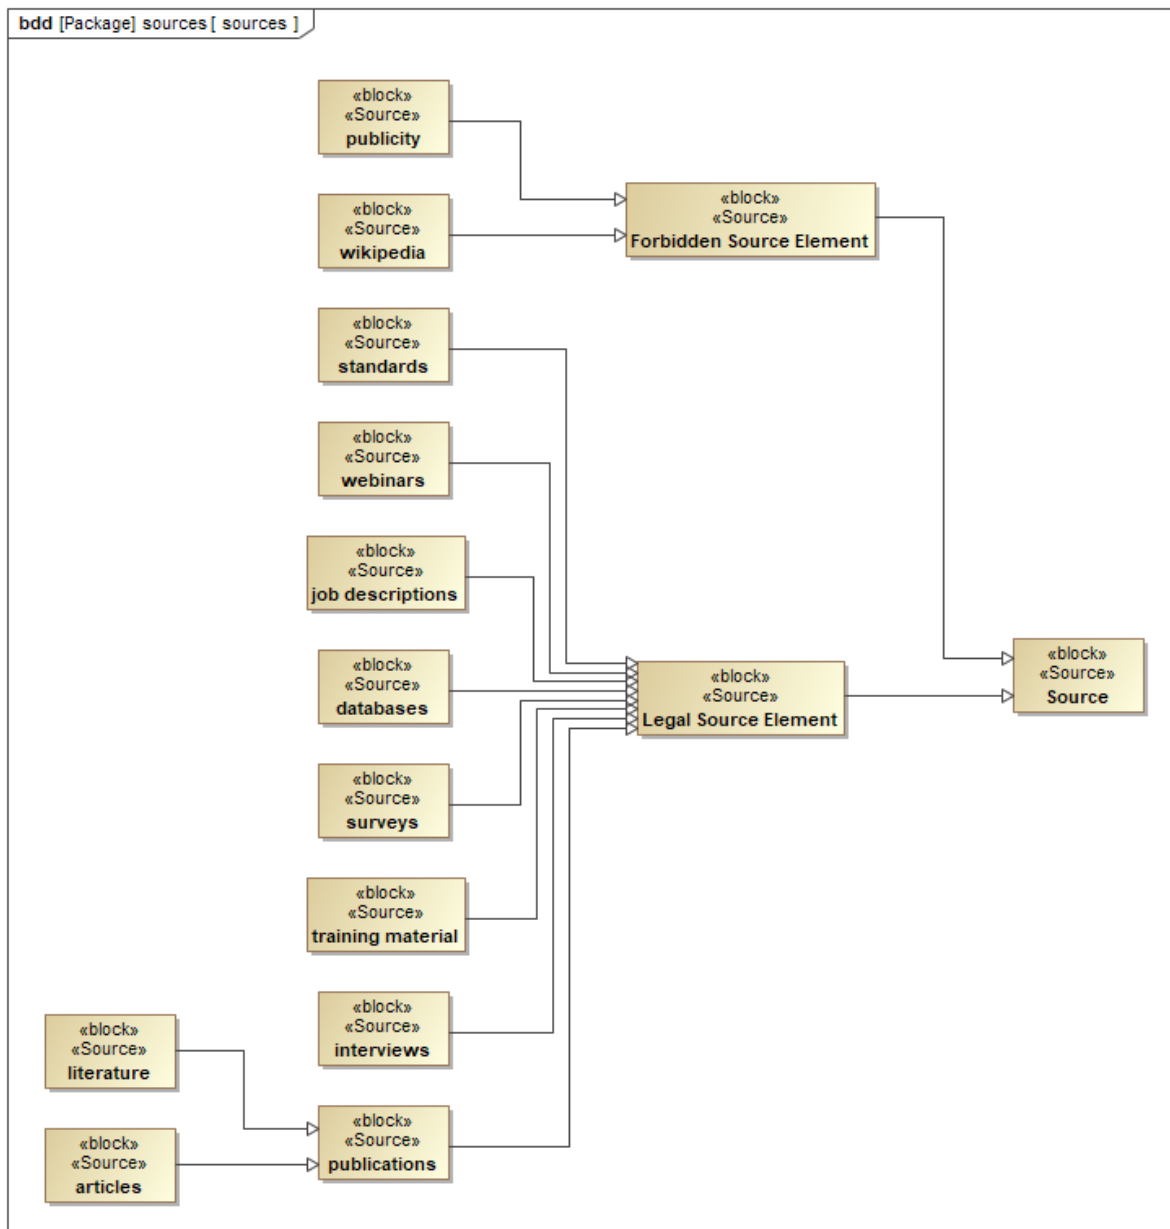 bdd [Package] sources [ sources ]
«block»
«Source»
publicity
«block»
«Source»
wikipedia
«block»
«Source»
Forbidden Source Element
«block»
«Source»
standards
«block»
«Source»
webinars
«block»
«Source»
job descriptions
«block»
«Source»
databases
«block»
«Source»
Legal Source Element
«block»
«Source»
Source
«block»
«Source»
surveys
«block»
«Source»
training material
«block»
«Source»
interviews
«block»
«Source»
literature
«block»
«Source»
publications
«block»
«Source»
articles